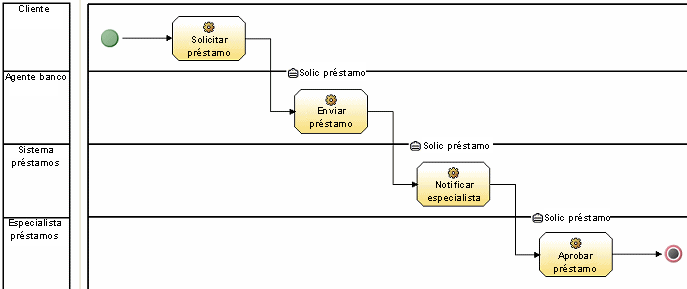 Cliente
Solicitar
préstamo
Solic préstamo
Agente banco
Enviar
préstamo
Solic préstamo
Sistema
préstamos
Notificar
especialista
Solic préstamo
Especialista
préstamos
Aprobar
préstamo